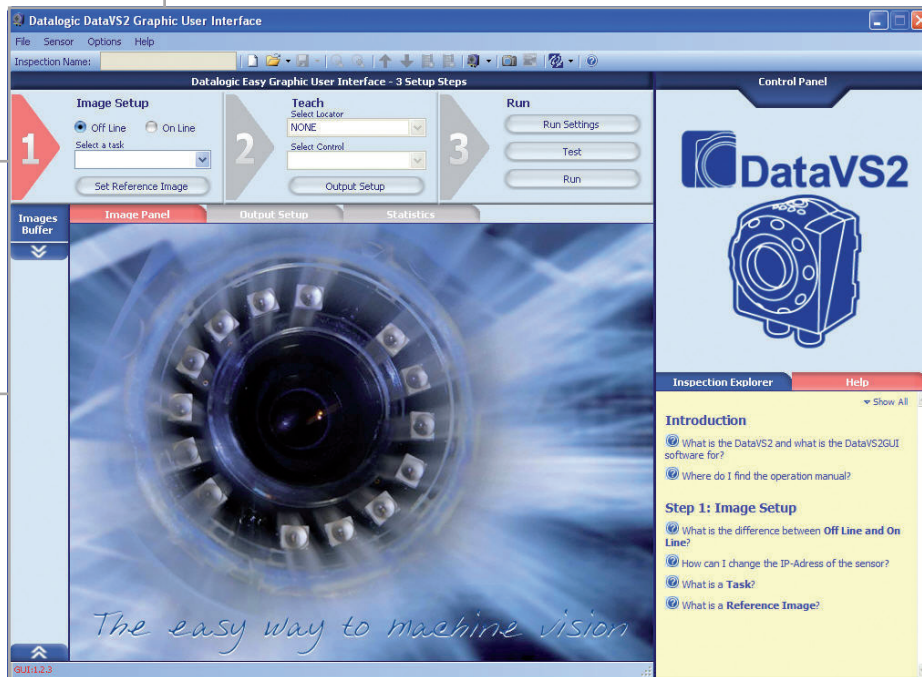 Datalogic DataVS2 Graphic User Interface
File Sensor Options Help
Inspection Name:
Datalogic Easy Graphic User Interface - 3 Setup Steps
Control Panel
1
Image Setup
Off Line On Line
Select a task
Set Reference Image
2
Teach
Select Locator
NONE
Select Control
Output Setup
3
Run
Run Settings
Test
Run
DataVS2
Images
Buffer
Image Panel Output Setup Statistics
The easy way to machine vision
Inspection Explorer Help
Show All
Introduction
What is the DataVS2 and what is the DataVS2GUI
software for?
Where do I find the operation manual?
Step 1: Image Setup
What is the difference between Off Line and On
Line?
How can I change the IP-Adress of the sensor?
What is a Task?
What is a Reference Image?
GUI:1.2.3